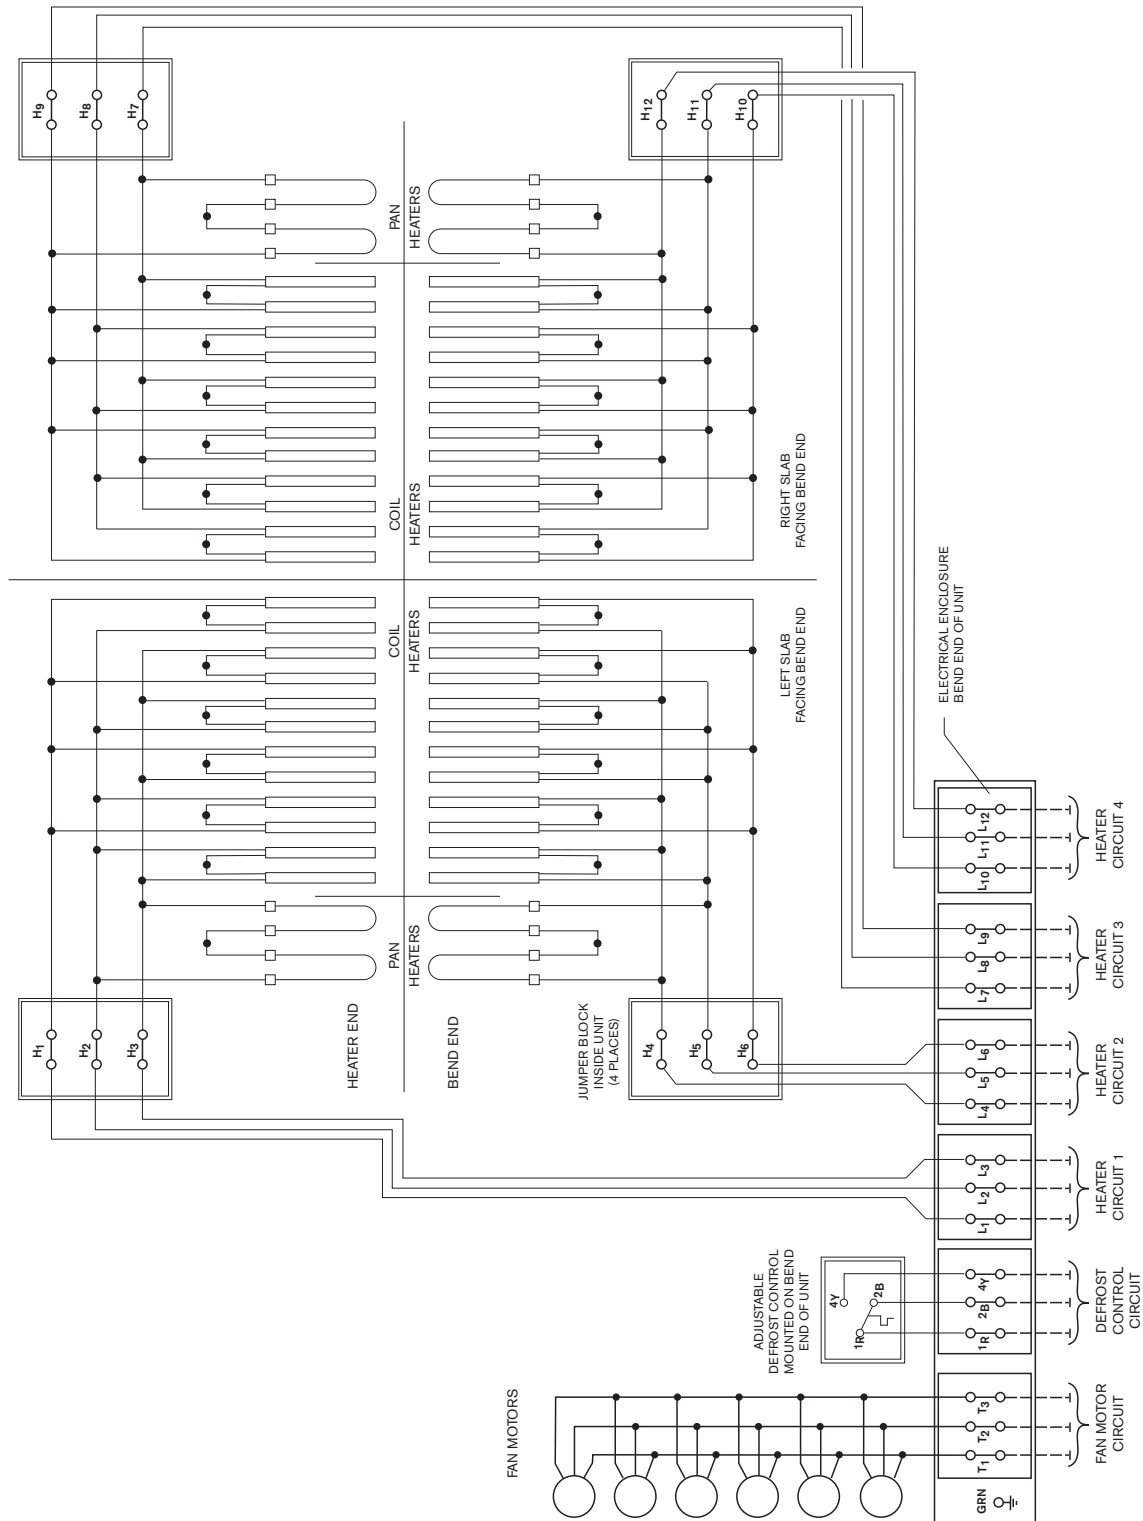 H9
H8
H7
H12
H11
H10
PAN
HEATERS
COIL
HEATERS
RIGHT SLAB
FACING BEND END
COIL
HEATERS
LEFT SLAB
FACING BEND END
PAN
HEATERS
H1
H2
H3
HEATER END
BEND END
JUMPER BLOCK
INSIDE UNIT
(4 PLACES)
H4
H5
H6
ELECTRICAL ENCLOSURE
BEND END OF UNIT
L12
L11
L10
HEATER
CIRCUIT 4
L9
L8
L7
HEATER
CIRCUIT 3
L6
L5
L4
HEATER
CIRCUIT 2
L3
L2
L1
HEATER
CIRCUIT 1
ADJUSTABLE
DEFROST CONTROL
MOUNTED ON BEND
END OF UNIT
4Y
2B
1R
4Y
2B
1R
DEFROST
CONTROL
CIRCUIT
FAN MOTORS
T3
T2
T1
FAN MOTOR
CIRCUIT
GRN